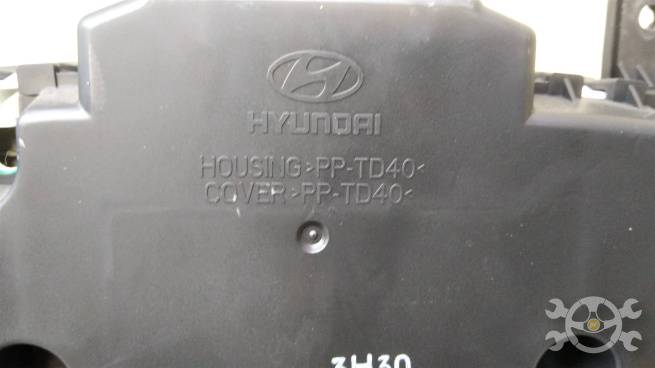 HYUNDAI
HOUSING>PP-TD40<
COVER>PP-TD40<
3H30